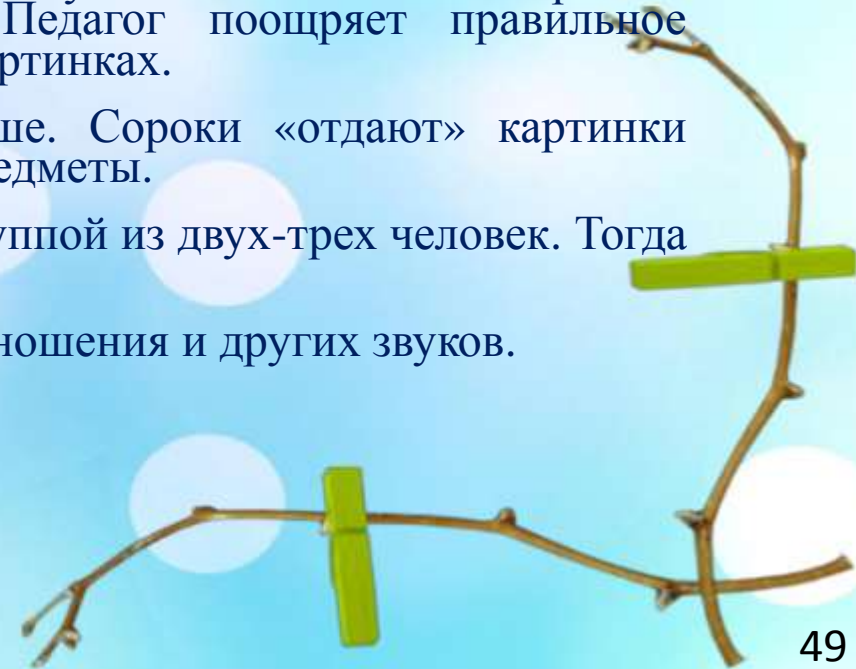 Педагог поощряет правильное
ртинках.
ше. Сороки «отдают» картинки
едметы.
уппой из двух-трех человек. Тогда
ношения и других звуков.
49